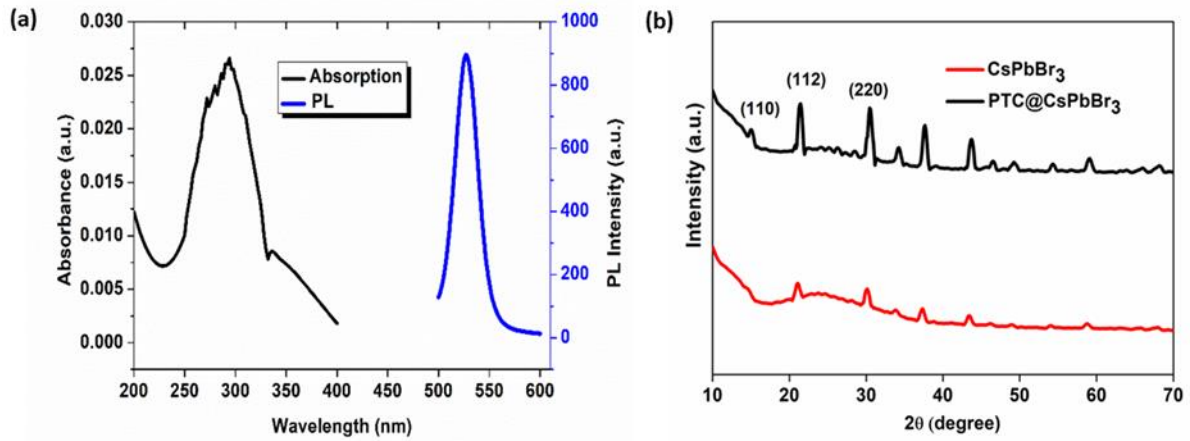 (a)
0.030
0.025
0.020
0.015
0.010
0.005
0.000
Absorbance (a.u.)
Absorption
PL
1000
800
600
400
200
0
PL Intensity (a.u.)
200 250 300 350 400 450 500 550 600
Wavelength (nm)
(b)
CsPbBr3
PTC@CsPbBr3
(110)
(112)
(220)
Intensity (a.u.)
10 20 30 40 50 60 70
2θ (degree)